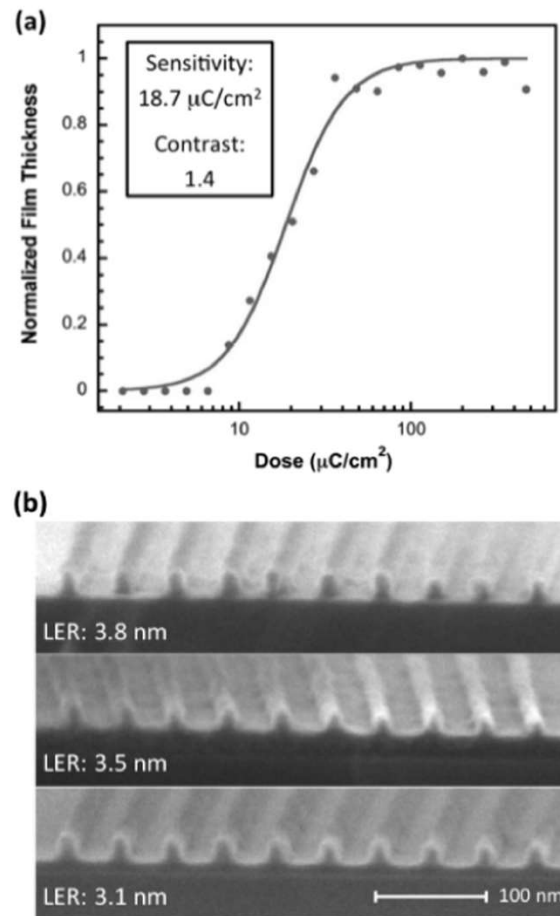 (a)
Sensitivity:
18.7 μC/cm²
Contrast:
1.4
Normalized Film Thickness
1
0.8
0.6
0.4
0.2
0
10
100
Dose (μC/cm²)
(b)
LER: 3.8 nm
LER: 3.5 nm
LER: 3.1 nm
100 nm